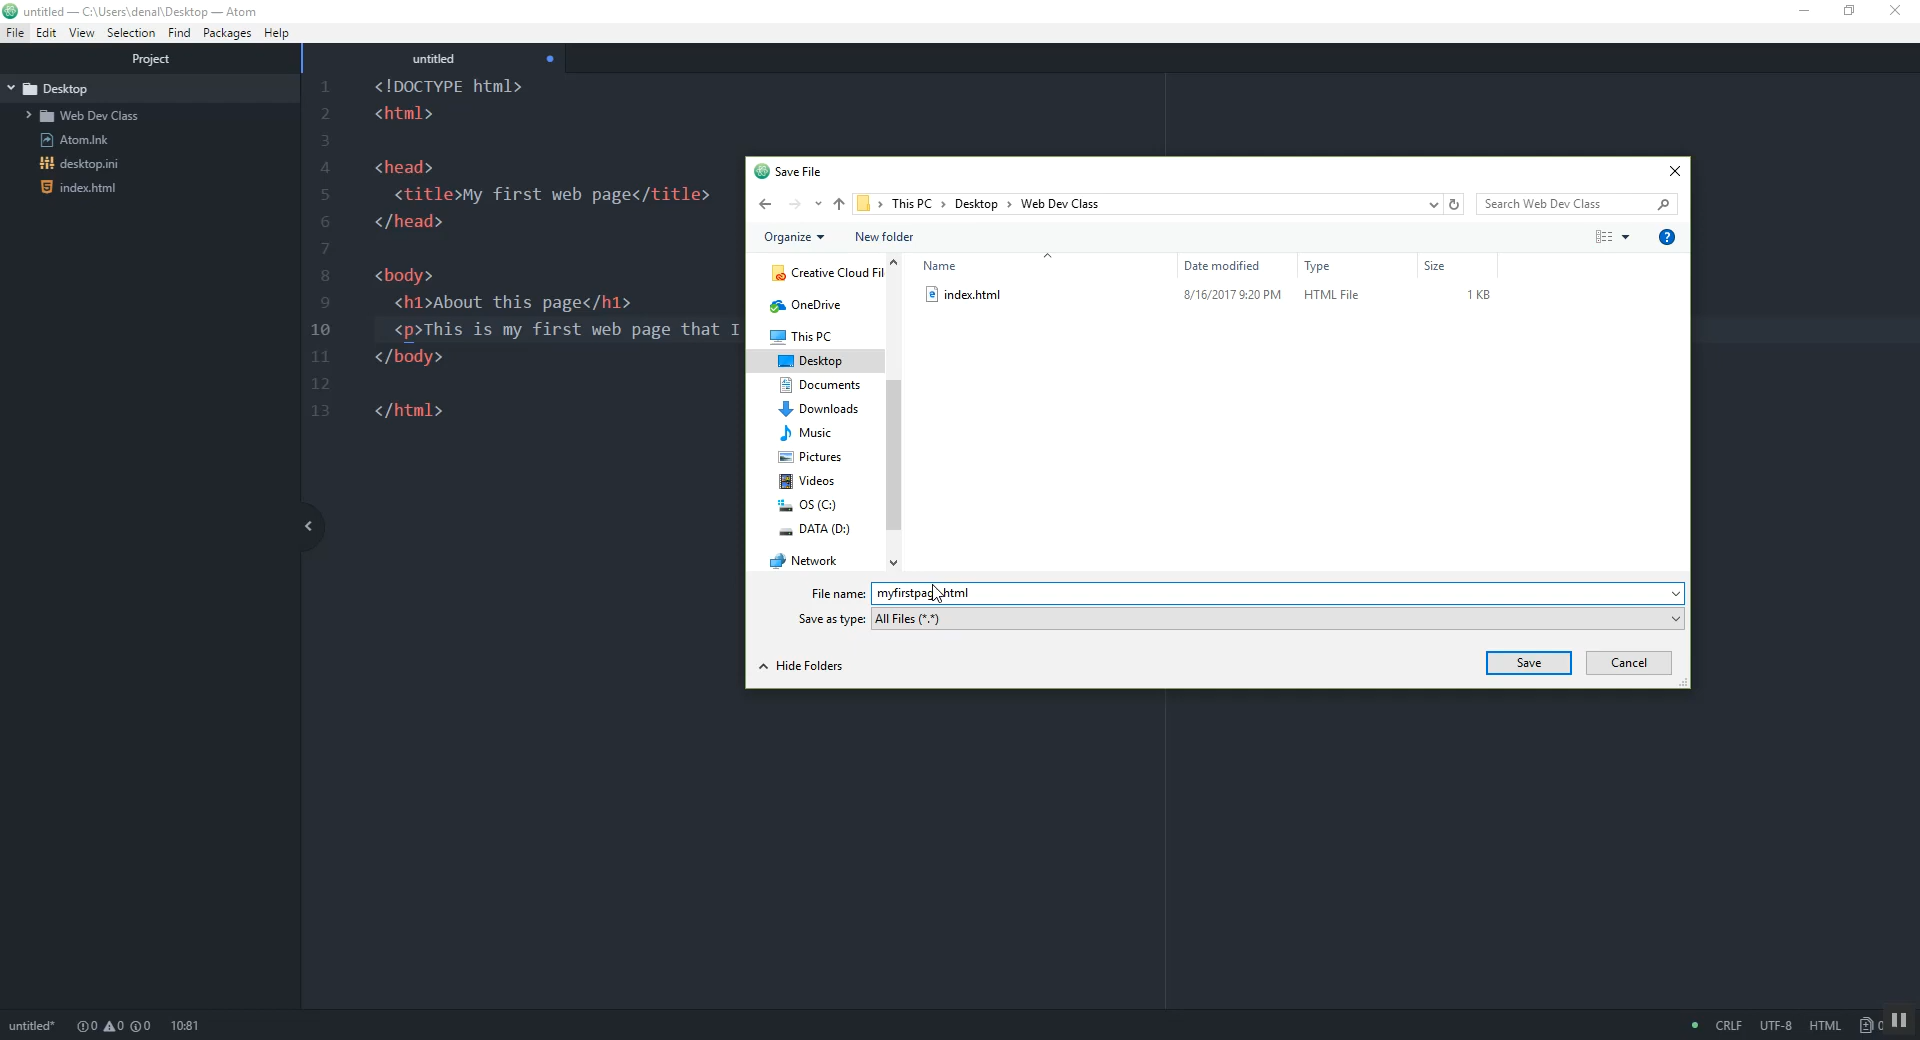 untitled — C:\Users\denal\Desktop — Atom
File Edit View Selection Find Packages Help
Project
Desktop
Web Dev Class
Atom.lnk
desktop.ini
index.html
untitled
1 <!DOCTYPE html>
2 <html>
3
4 <head>
5 <title>My first web page</title>
6 </head>
7
8 <body>
9 <h1>About this page</h1>
10 <p>This is my first web page that I
11 </body>
12
13 </html>
Save File
This PC > Desktop > Web Dev Class
Search Web Dev Class
Organize New folder
?
Creative Cloud Fil
OneDrive
This PC
Desktop
Documents
Downloads
Music
Pictures
Videos
OS (C:)
DATA (D:)
Network
Name Date modified Type Size
index.html 8/16/2017 9:20 PM HTML File 1 KB
File name: myfirstpage.html
Save as type: All Files (*.*)
Hide Folders
Save Cancel
untitled* 0 0 0 10:81
CRLF UTF-8 HTML 0